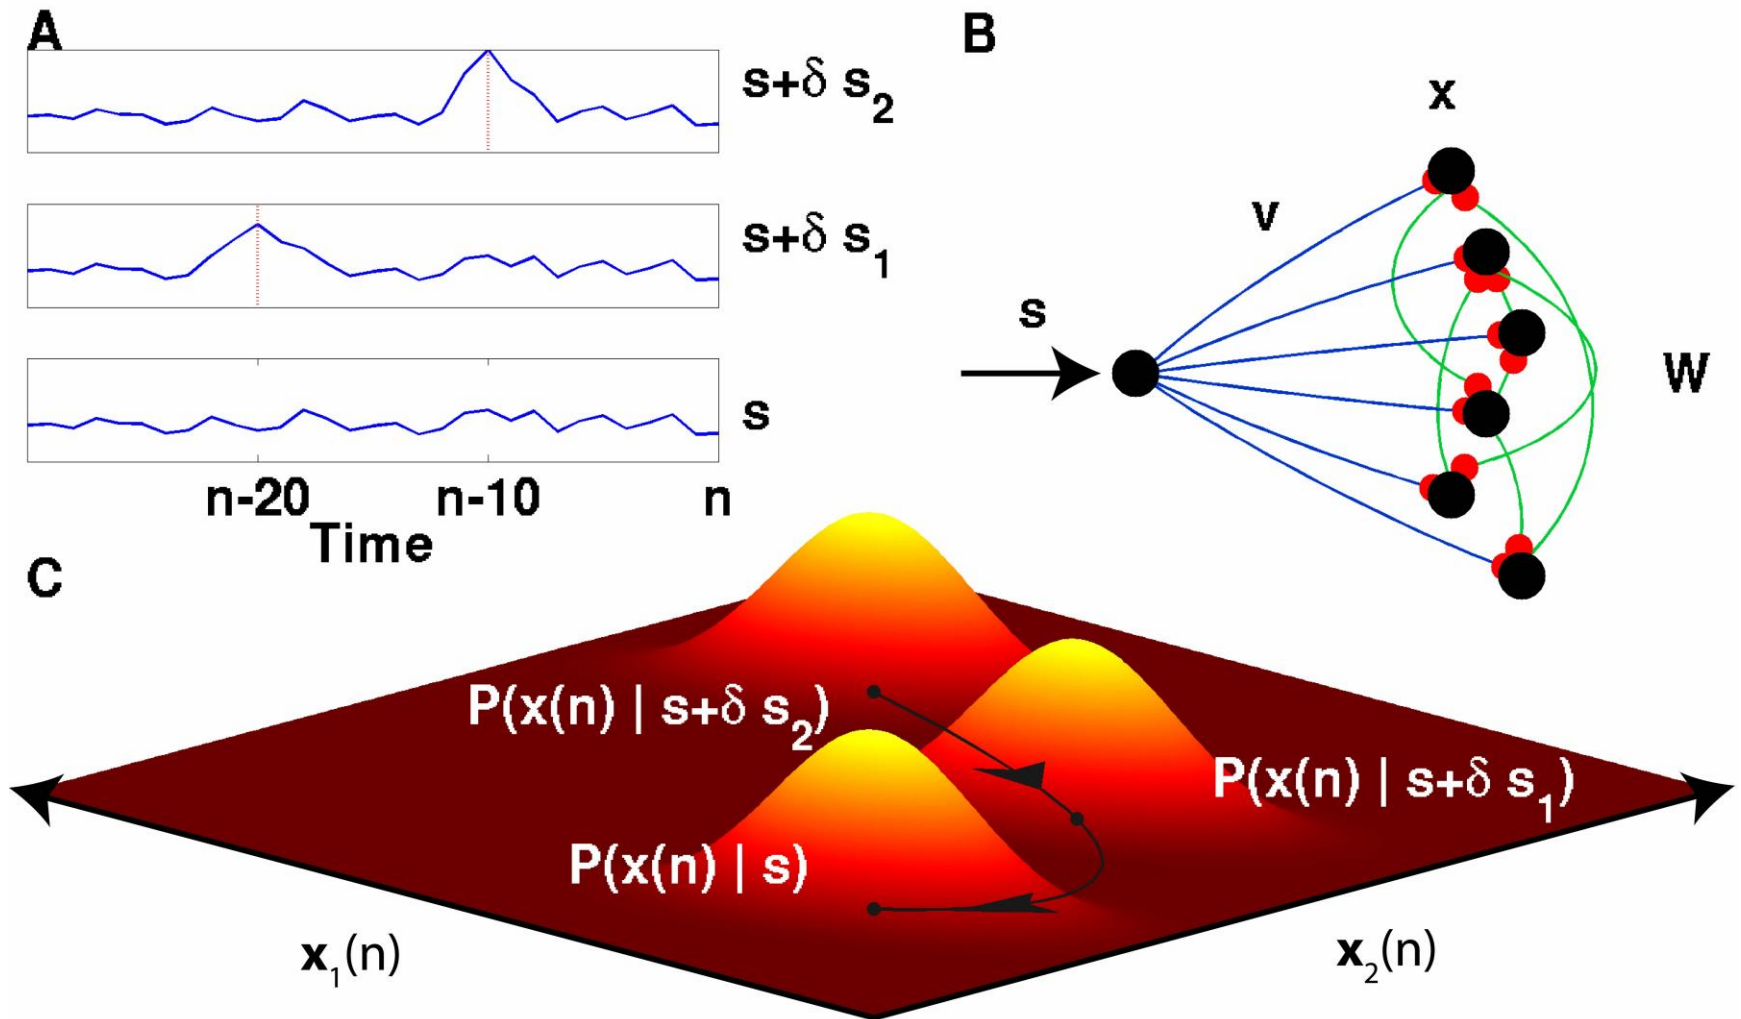 A
s+δ s₂
s+δ s₁
s
n-20 n-10 n
Time
B
x
v
s
W
C
P(x(n) | s+δ s₂)
P(x(n) | s+δ s₁)
P(x(n) | s)
x₁(n)
x₂(n)